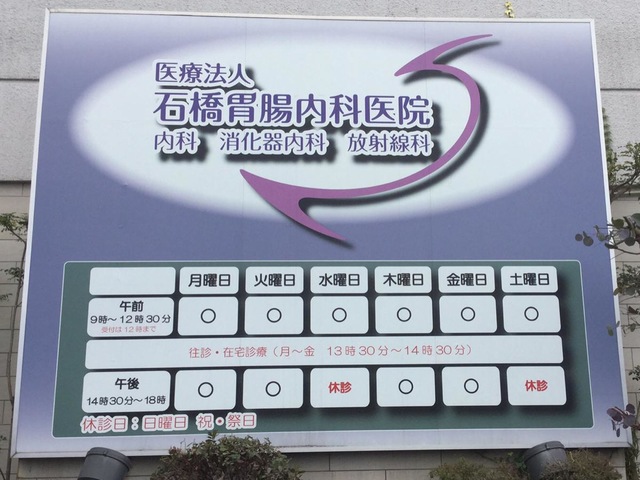 医療法人
石橋胃腸内科医院
内科 消化器内科 放射線科
月曜日 火曜日 水曜日 木曜日 金曜日 土曜日
午前
9時～12時30分 ○ ○ ○ ○ ○ ○
受付は12時まで
往診・在宅診療（月～金 13時30分～14時30分）
午後
14時30分～18時 ○ ○ 休診 ○ ○ 休診
休診日：日曜日 祝・祭日